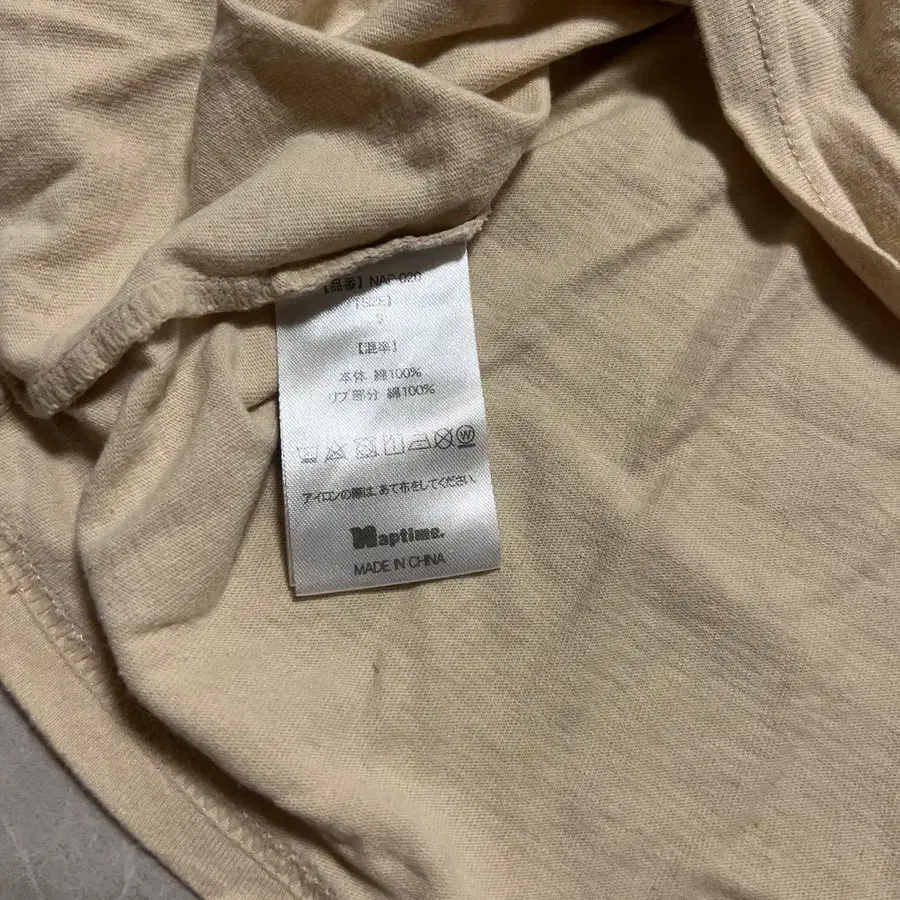 【品番】 NAP-026
【SIZE】
3
【混率】
本体 綿100%
リブ部分 綿100%
アイロンの際は、あて布をしてください。
Naptime.
MADE IN CHINA